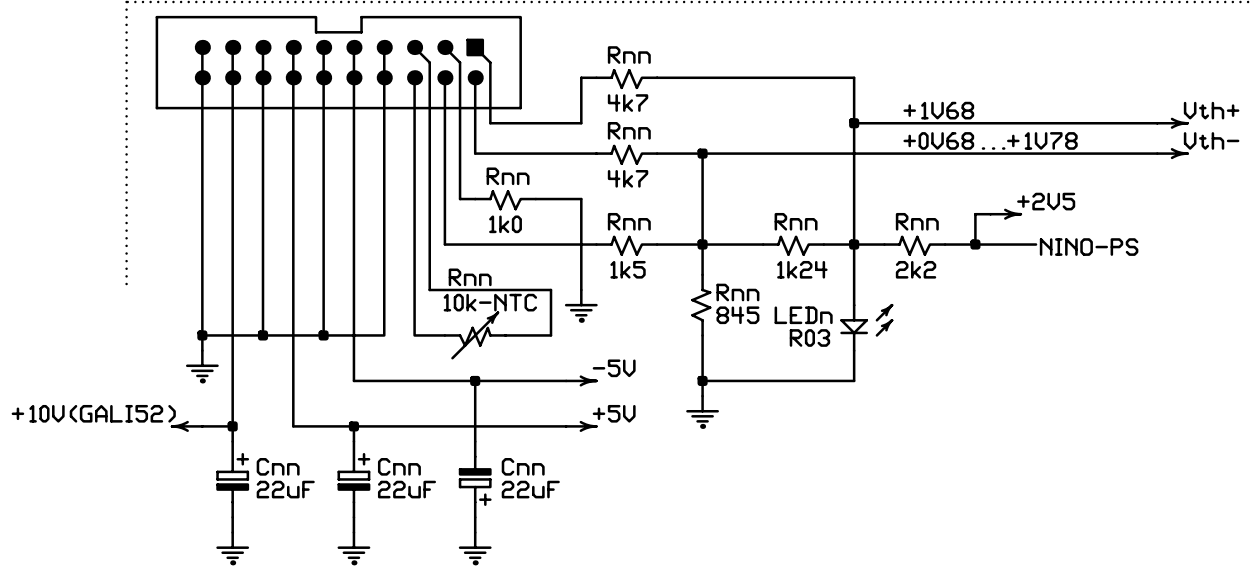 Rnn
4k7
+1V68
Vth+
Rnn
4k7
+0V68...+1V78
Vth-
Rnn
1k0
+2V5
Rnn
1k5
Rnn
1k24
Rnn
2k2
NINO-PS
Rnn
10k-NTC
Rnn
845
LEDn
R03
-5V
+10V(GALI52)
+5V
+ Cnn
22uF
+ Cnn
22uF
Cnn
+ 22uF